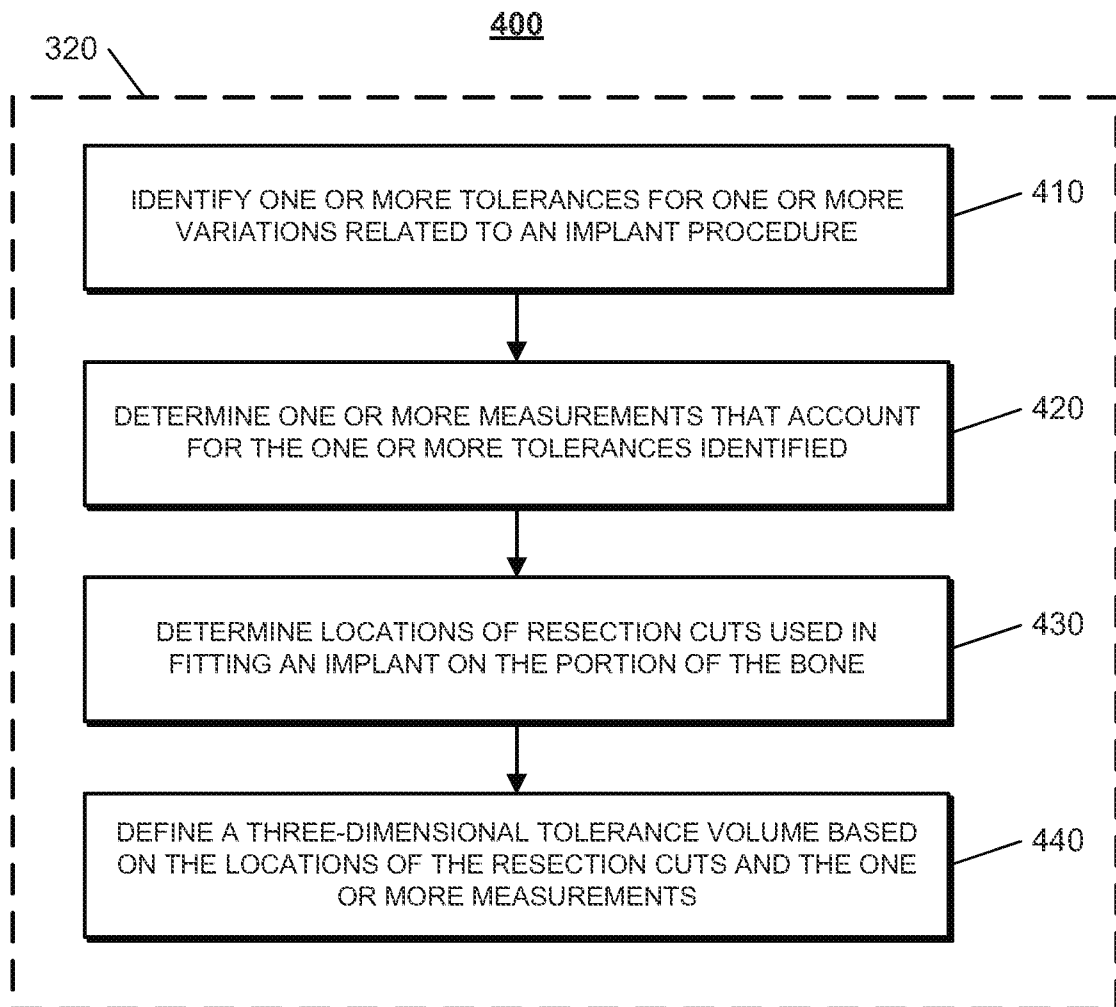 400
320
IDENTIFY ONE OR MORE TOLERANCES FOR ONE OR MORE
VARIATIONS RELATED TO AN IMPLANT PROCEDURE
410
DETERMINE ONE OR MORE MEASUREMENTS THAT ACCOUNT
FOR THE ONE OR MORE TOLERANCES IDENTIFIED
420
DETERMINE LOCATIONS OF RESECTION CUTS USED IN
FITTING AN IMPLANT ON THE PORTION OF THE BONE
430
DEFINE A THREE-DIMENSIONAL TOLERANCE VOLUME BASED
ON THE LOCATIONS OF THE RESECTION CUTS AND THE ONE
OR MORE MEASUREMENTS
440